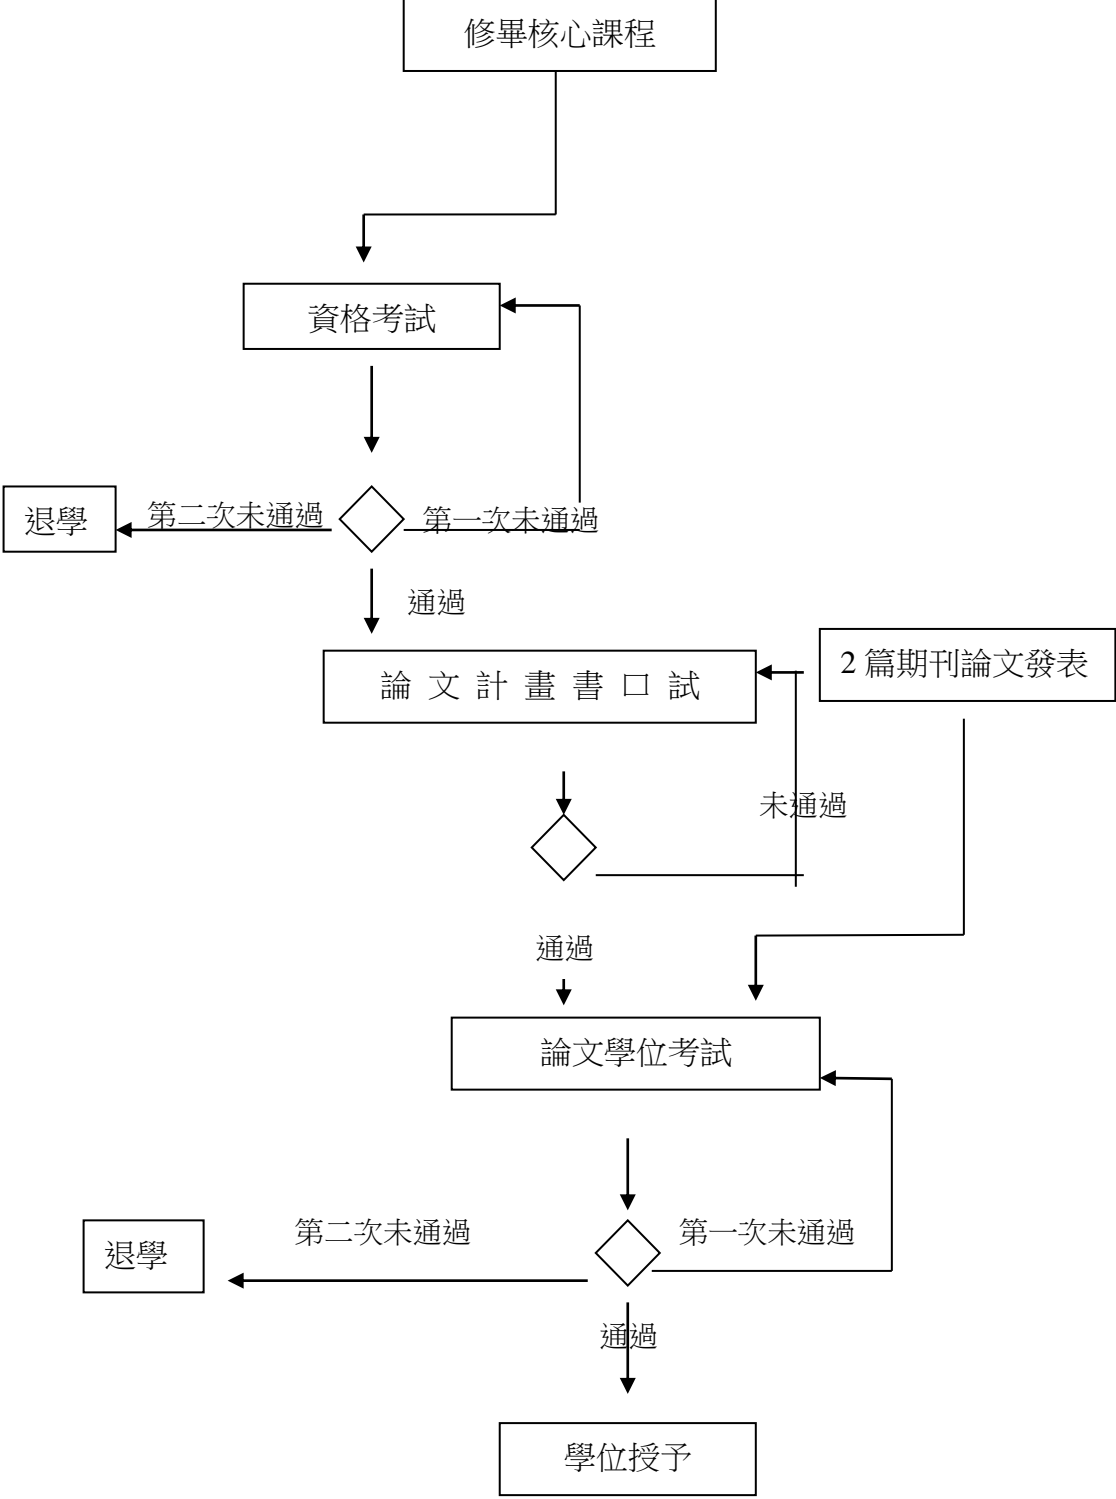 修畢核心課程
資格考試
退學
第二次未通過
第一次未通過
通過
2 篇期刊論文發表
論 文 計 畫 書 口 試
未通過
通過
論文學位考試
第二次未通過
第一次未通過
退學
通過
學位授予